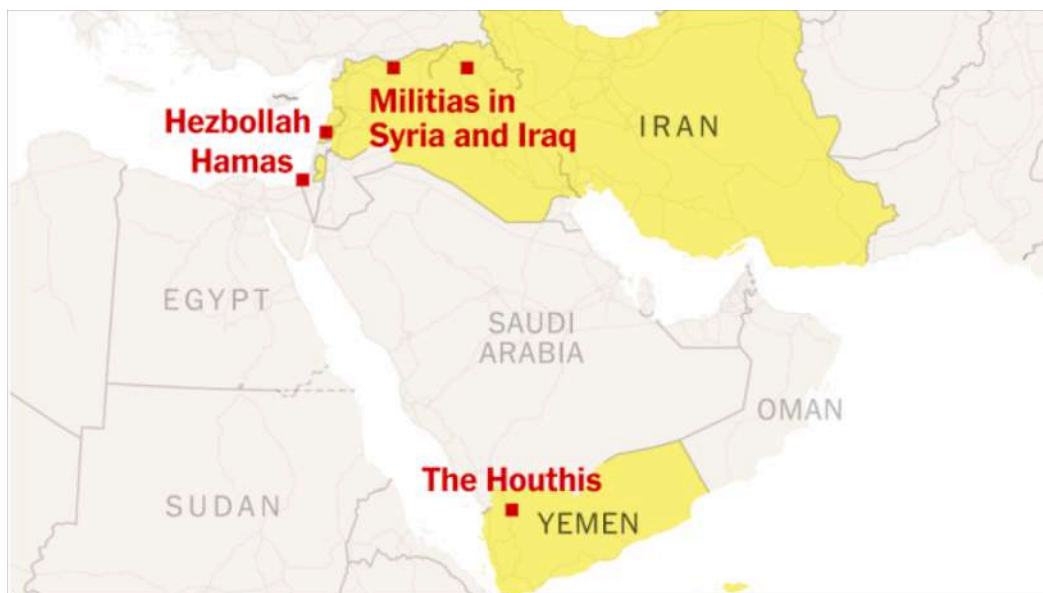 Hezbollah
Hamas
Militias in
Syria and Iraq
IRAN
EGYPT
SAUDI
ARABIA
OMAN
The Houthis
SUDAN
YEMEN